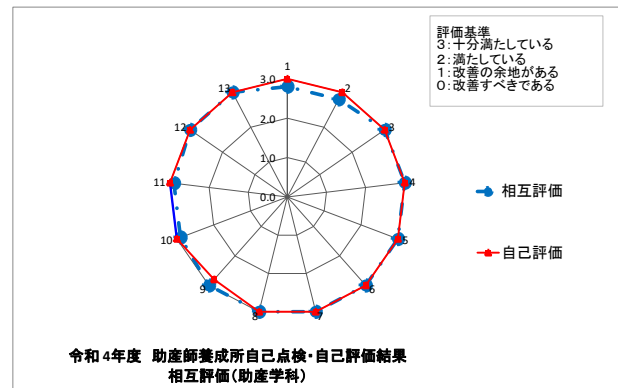 評価基準
3:十分満たしている
2:満たしている
1:改善の余地がある
0:改善すべきである
1
2
3
4
5
6
7
8
9
10
11
12
13
3.0
2.0
1.0
0.0
相互評価
自己評価
令和4年度 助産師養成所自己点検・自己評価結果
相互評価(助産学科)